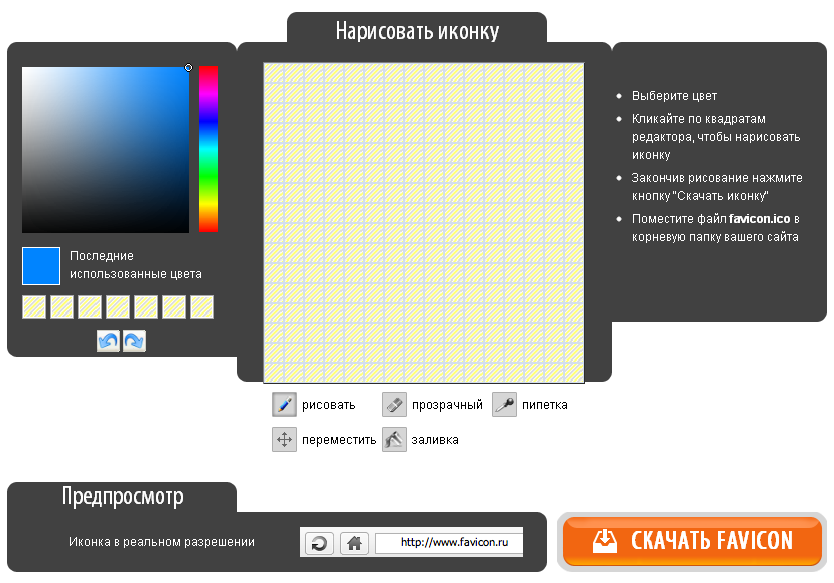 Нарисовать иконку
Последние
использованные цвета
Выберите цвет
Кликайте по квадратам
редактора, чтобы нарисовать
иконку
Закончив рисование нажмите
кнопку "Скачать иконку"
Поместите файл favicon.ico в
корневую папку вашего сайта
рисовать прозрачный пипетка
переместить заливка
Предпросмотр
Иконка в реальном разрешении
http://www.favicon.ru
СКАЧАТЬ FAVICON